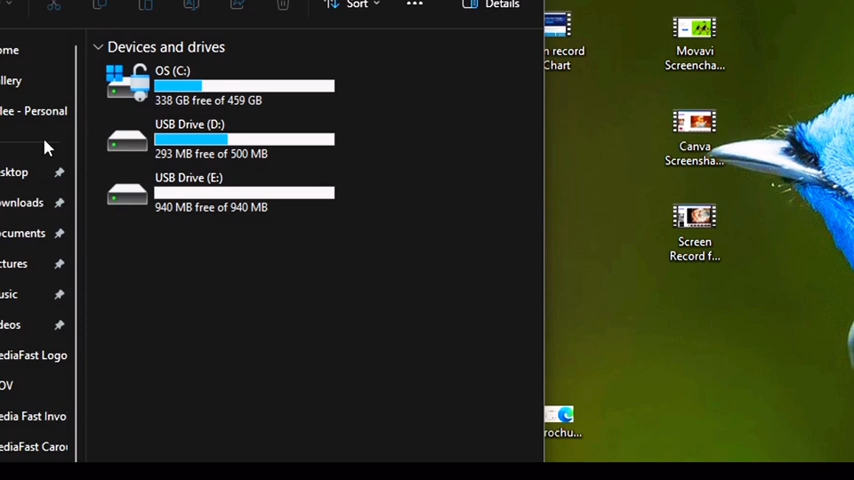 Sort
Details
ome
llery
lee - Personal
esktop
ownloads
ocuments
ctures
usic
deos
ediaFast Logo
OV
edia Fast Invo
ediaFast Carou
Devices and drives
OS (C:)
338 GB free of 459 GB
USB Drive (D:)
293 MB free of 500 MB
USB Drive (E:)
940 MB free of 940 MB
n record
Chart
Movavi
Screencha...
Canva
Screensha...
Screen
Record f...
rochu...